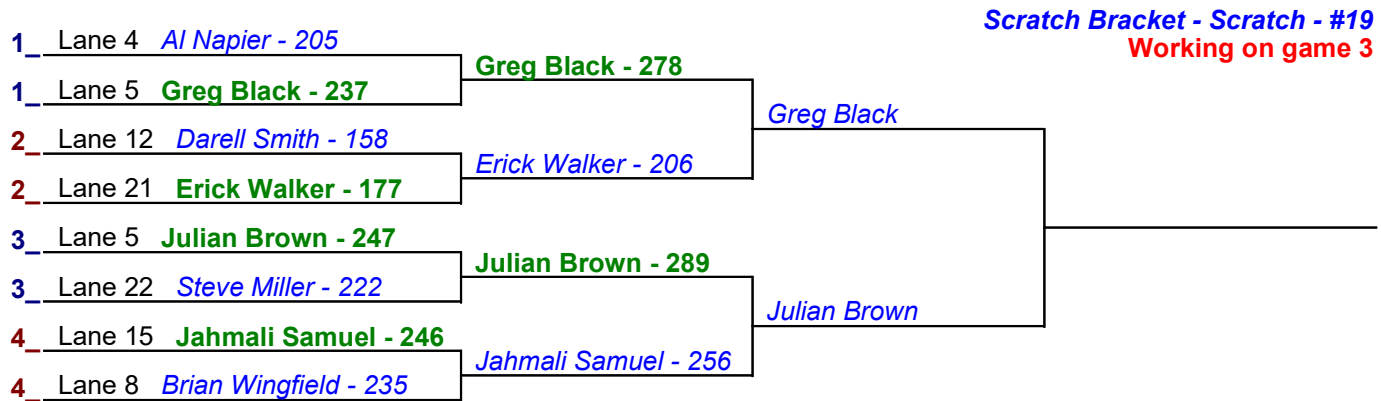 Scratch Bracket - Scratch - #19
Working on game 3
1_ Lane 4 Al Napier - 205
Greg Black - 278
1_ Lane 5 Greg Black - 237
Greg Black
2_ Lane 12 Darell Smith - 158
Erick Walker - 206
2_ Lane 21 Erick Walker - 177
3_ Lane 5 Julian Brown - 247
Julian Brown - 289
3_ Lane 22 Steve Miller - 222
Julian Brown
4_ Lane 15 Jahmali Samuel - 246
Jahmali Samuel - 256
4_ Lane 8 Brian Wingfield - 235